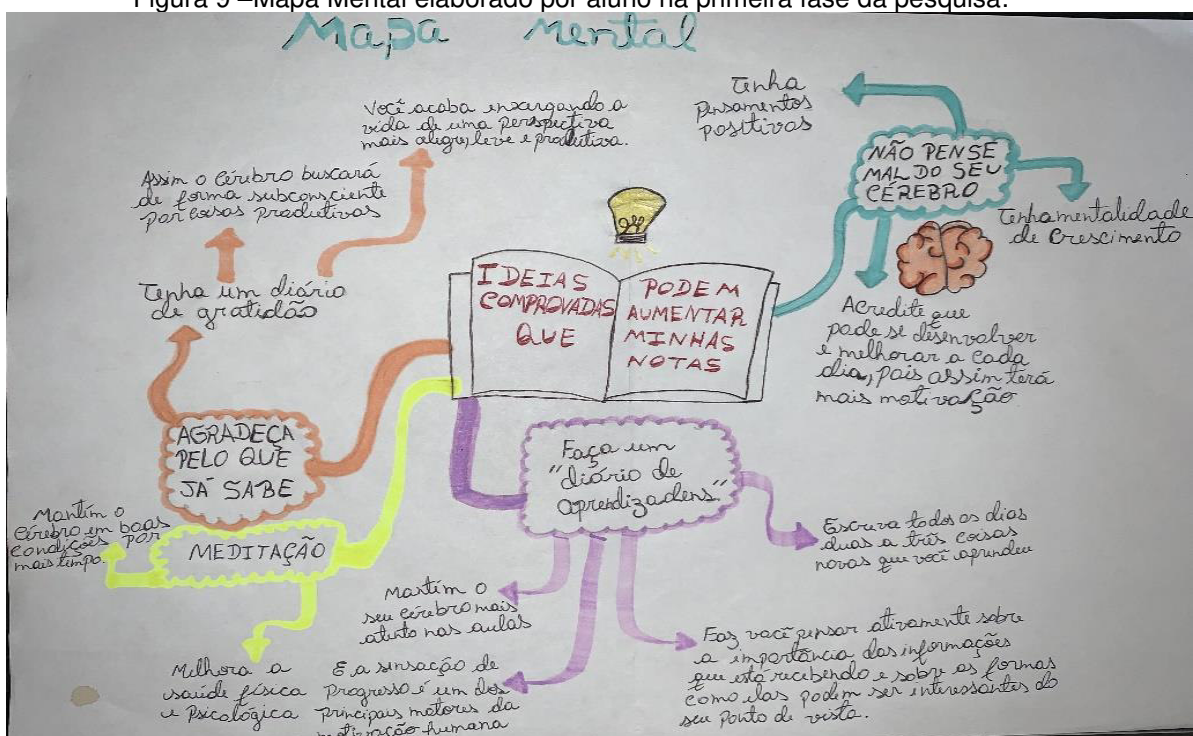 Figura 9 –Mapa Mental elaborado por aluno na primeira fase da pesquisa.
Mapa Mental
Você acaba enxergando a
vida de uma perspectiva
mais alegre, leve e produtiva.
Assim o cérebro buscará
de forma subconsciente
por coisas produtivas
Tenha um diário
de gratidão
AGRADEÇA
PELO QUE
JÁ SABE
IDEIAS
COMPROVADAS
QUE
PODEM
AUMENTAR
MINHAS
NOTAS
Tenha
Pensamentos
positivos
NÃO PENSE
MAL DO SEU
CÉREBRO
Tenha mentalidade
de crescimento
Acredite que
pode se desenvolver
e melhorar a cada
dia, pois assim terá
mais motivação
Mantém o
cérebro em boas
condições por
mais tempo.
MEDITAÇÃO
Melhora a
saúde física
e Psicológica
Faça um
"diário de
aprendizadens."
Mantém o
seu cérebro mais
atento nas aulas
E a sensação de
progresso é um dos
principais motores da
motivação humana
Escreva todos os dias
duas a três coisas
novas que você aprendeu
Faz você pensar ativamente sobre
a importância das informações
que está recebendo e sobre as formas
como elas podem ser interessantes do
seu ponto de vista.